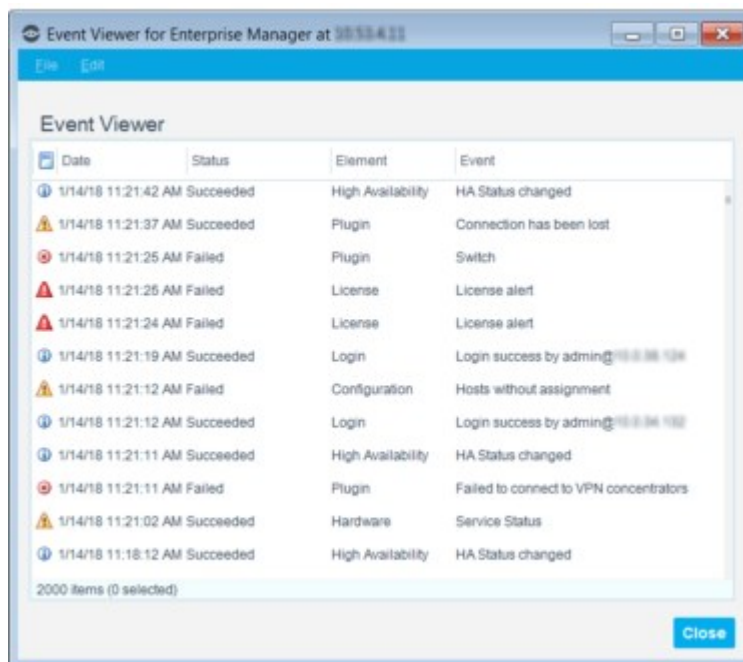 Event Viewer for Enterprise Manager at
File Edit
Event Viewer
Date Status Element Event
1/14/18 11:21:42 AM Succeeded High Availability HA Status changed
1/14/18 11:21:37 AM Succeeded Plugin Connection has been lost
1/14/18 11:21:25 AM Failed Plugin Switch
1/14/18 11:21:25 AM Failed License License alert
1/14/18 11:21:24 AM Failed License License alert
1/14/18 11:21:19 AM Succeeded Login Login success by admin@
1/14/18 11:21:12 AM Failed Configuration Hosts without assignment
1/14/18 11:21:12 AM Succeeded Login Login success by admin@
1/14/18 11:21:11 AM Succeeded High Availability HA Status changed
1/14/18 11:21:11 AM Failed Plugin Failed to connect to VPN concentrators
1/14/18 11:21:02 AM Succeeded Hardware Service Status
1/14/18 11:18:12 AM Succeeded High Availability HA Status changed
2000 items (0 selected)
Close